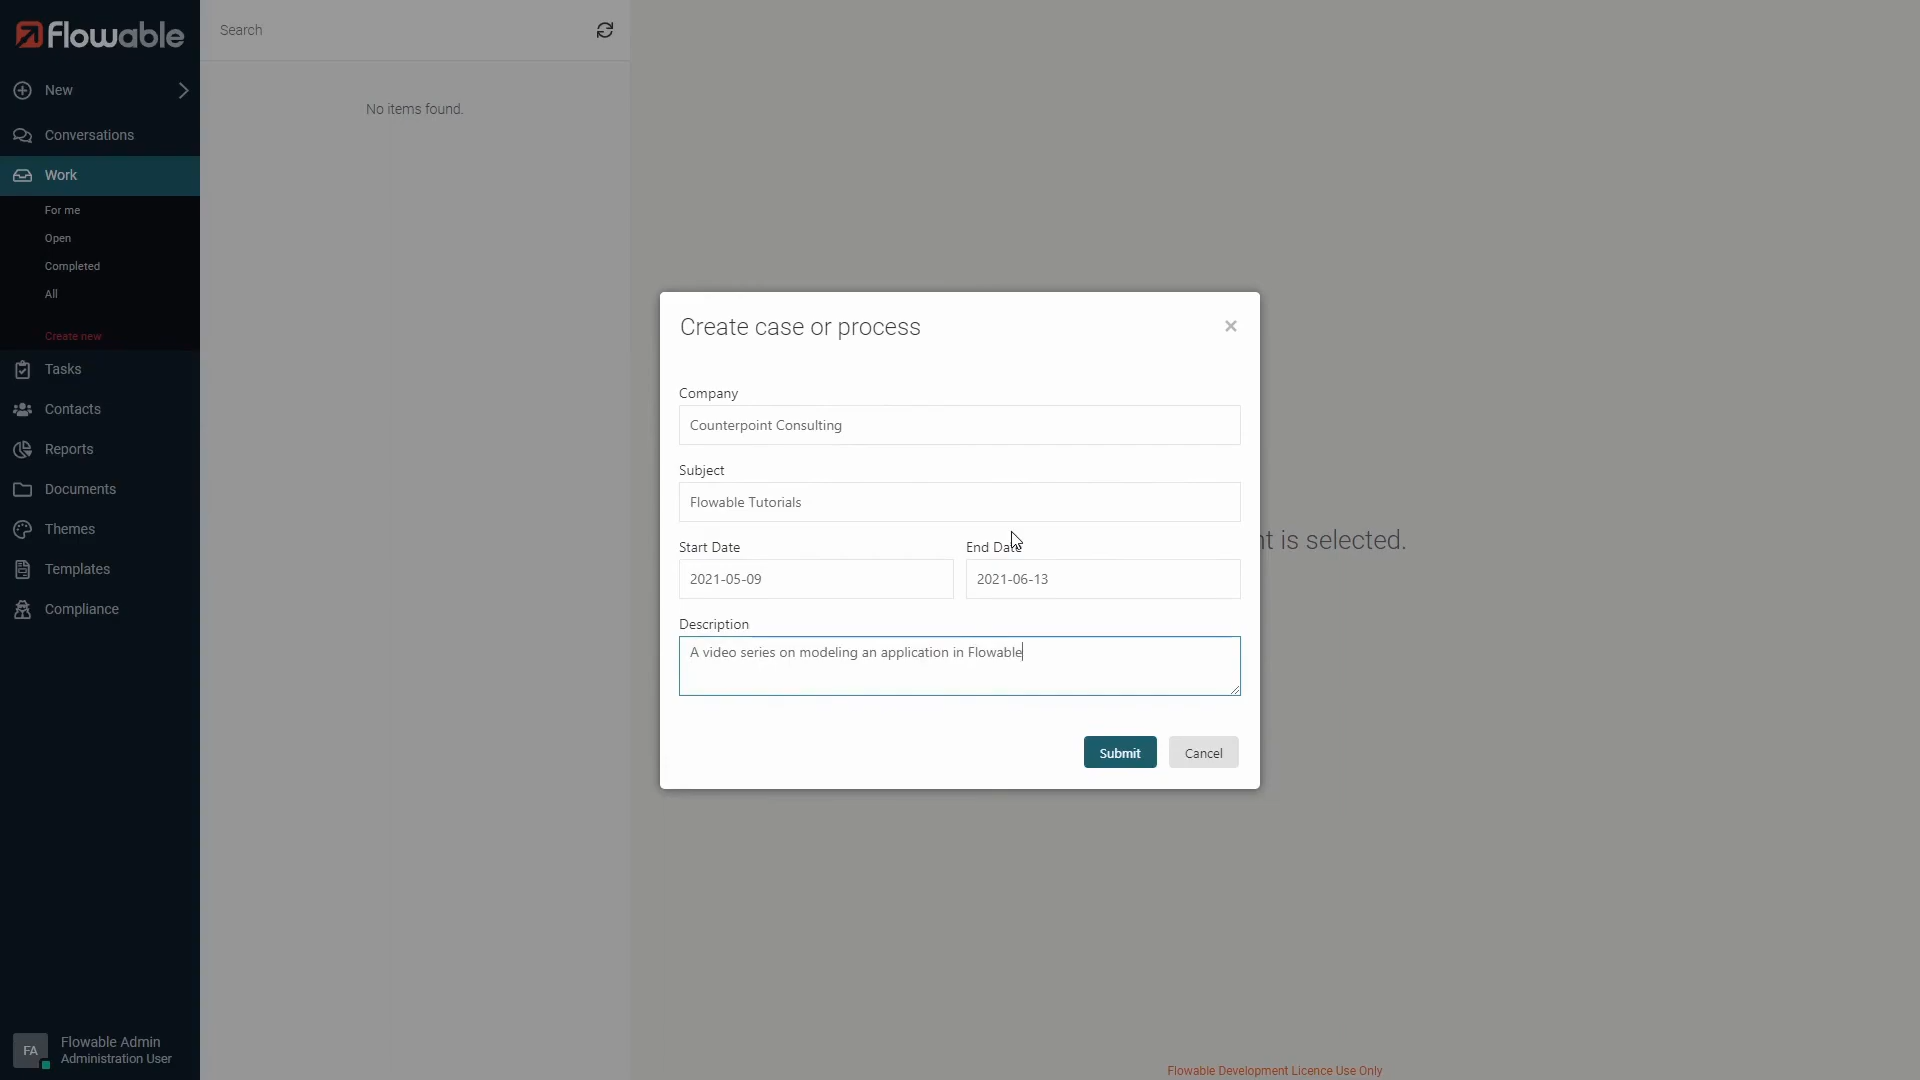 Flowable
New
Conversations
Work
For me
Open
Completed
All
Create new
Tasks
Contacts
Reports
Documents
Themes
Templates
Compliance
FA
Flowable Admin
Administration User
Search
No items found.
Create case or process
Company
Counterpoint Consulting
Subject
Flowable Tutorials
Start Date
End Date
2021-05-09
2021-06-13
Description
A video series on modeling an application in Flowable
Submit
Cancel
is selected.
Flowable Development Licence Use Only